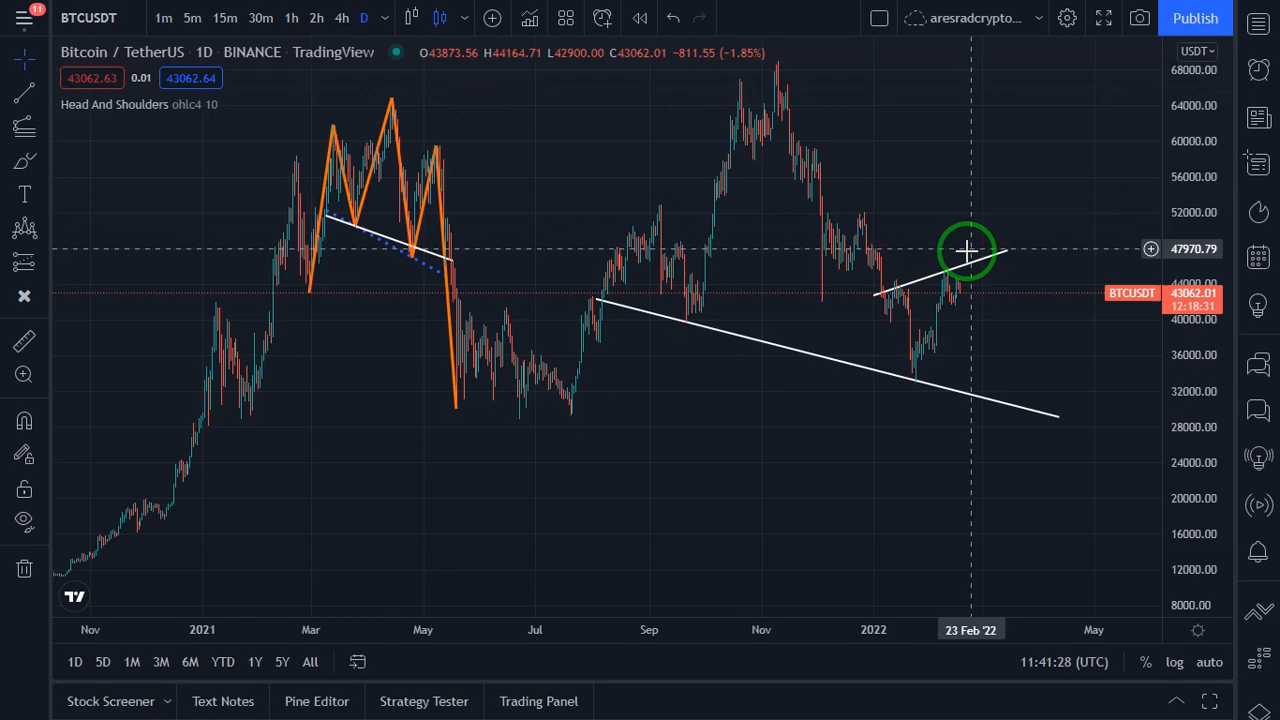 11
BTCUSDT
1m 5m 15m 30m 1h 2h 4h D
aresradcrypto...
Publish
Bitcoin / TetherUS · 1D · BINANCE · TradingView
O43873.56 H44164.71 L42900.00 C43062.01 −811.55 (−1.85%)
USDT
43062.63 0.01 43062.64
Head And Shoulders ohlc4 10
68000.00
64000.00
60000.00
56000.00
52000.00
47970.79
44000.00
BTCUSDT 43062.01
12:18:31
40000.00
36000.00
32000.00
28000.00
24000.00
20000.00
16000.00
12000.00
8000.00
Nov 2021 Mar May Jul Sep Nov 2022 23 Feb '22 May
1D 5D 1M 3M 6M YTD 1Y 5Y All
11:41:28 (UTC) % log auto
Stock Screener Text Notes Pine Editor Strategy Tester Trading Panel